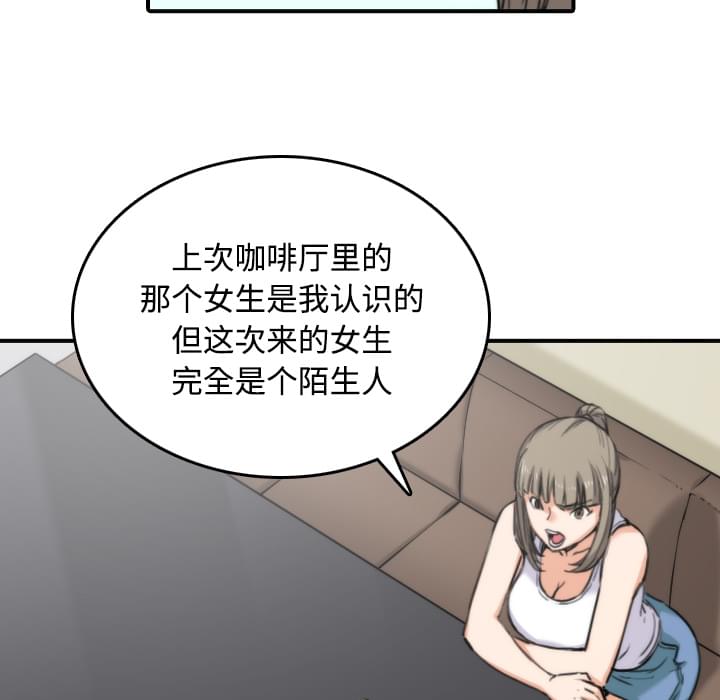 上次咖啡厅里的
那个女生是我认识的
但这次来的女生
完全是个陌生人